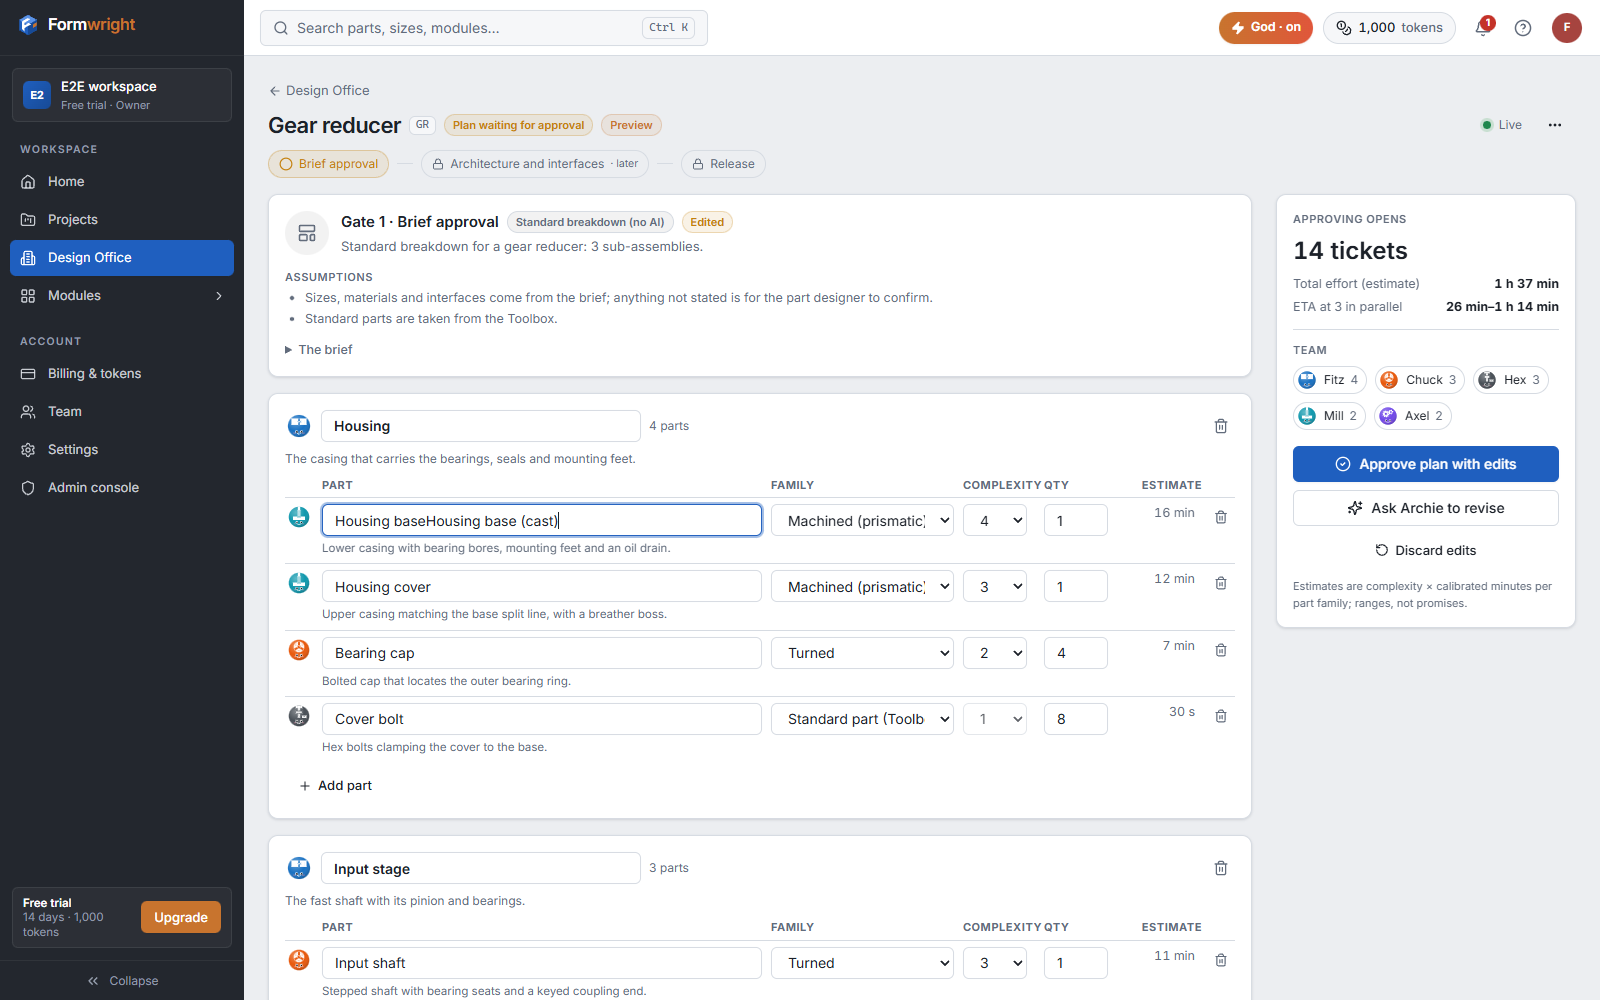 Formwright
Search parts, sizes, modules...
Ctrl K
God · on
1,000 tokens
1
F
E2
E2E workspace
Free trial · Owner
WORKSPACE
Home
Projects
Design Office
Modules
ACCOUNT
Billing & tokens
Team
Settings
Admin console
Free trial
14 days · 1,000
tokens
Upgrade
Collapse
Design Office
Gear reducer
GR
Plan waiting for approval
Preview
Live
Brief approval
Architecture and interfaces · later
Release
Gate 1 · Brief approval
Standard breakdown (no AI)
Edited
Standard breakdown for a gear reducer: 3 sub-assemblies.
ASSUMPTIONS
• Sizes, materials and interfaces come from the brief; anything not stated is for the part designer to confirm.
• Standard parts are taken from the Toolbox.
The brief
Housing
4 parts
The casing that carries the bearings, seals and mounting feet.
PART FAMILY COMPLEXITY QTY ESTIMATE
Housing baseHousing base (cast) Machined (prismatic) 4 1 16 min
Lower casing with bearing bores, mounting feet and an oil drain.
Housing cover Machined (prismatic) 3 1 12 min
Upper casing matching the base split line, with a breather boss.
Bearing cap Turned 2 4 7 min
Bolted cap that locates the outer bearing ring.
Cover bolt Standard part (Toolb 1 8 30 s
Hex bolts clamping the cover to the base.
Add part
Input stage
3 parts
The fast shaft with its pinion and bearings.
PART FAMILY COMPLEXITY QTY ESTIMATE
Input shaft Turned 3 1 11 min
Stepped shaft with bearing seats and a keyed coupling end.
APPROVING OPENS
14 tickets
Total effort (estimate) 1 h 37 min
ETA at 3 in parallel 26 min–1 h 14 min
TEAM
Fitz 4
Chuck 3
Hex 3
Mill 2
Axel 2
Approve plan with edits
Ask Archie to revise
Discard edits
Estimates are complexity × calibrated minutes per
part family; ranges, not promises.